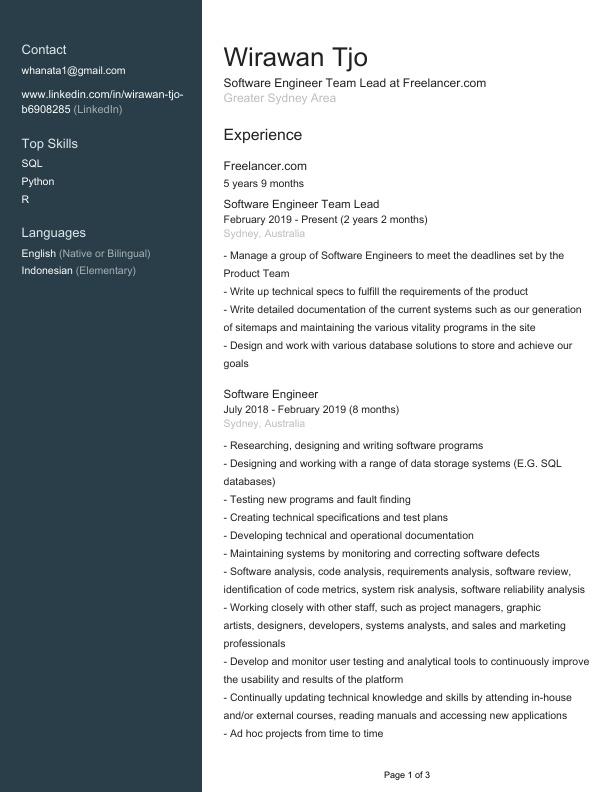 Contact
whanata1@gmail.com
www.linkedin.com/in/wirawan-tjo-
b6908285 (LinkedIn)
Top Skills
SQL
Python
R
Languages
English (Native or Bilingual)
Indonesian (Elementary)
Wirawan Tjo
Software Engineer Team Lead at Freelancer.com
Greater Sydney Area
Experience
Freelancer.com
5 years 9 months
Software Engineer Team Lead
February 2019 - Present (2 years 2 months)
Sydney, Australia
- Manage a group of Software Engineers to meet the deadlines set by the
Product Team
- Write up technical specs to fulfill the requirements of the product
- Write detailed documentation of the current systems such as our generation
of sitemaps and maintaining the various vitality programs in the site
- Design and work with various database solutions to store and achieve our
goals
Software Engineer
July 2018 - February 2019 (8 months)
Sydney, Australia
- Researching, designing and writing software programs
- Designing and working with a range of data storage systems (E.G. SQL
databases)
- Testing new programs and fault finding
- Creating technical specifications and test plans
- Developing technical and operational documentation
- Maintaining systems by monitoring and correcting software defects
- Software analysis, code analysis, requirements analysis, software review,
identification of code metrics, system risk analysis, software reliability analysis
- Working closely with other staff, such as project managers, graphic
artists, designers, developers, systems analysts, and sales and marketing
professionals
- Develop and monitor user testing and analytical tools to continuously improve
the usability and results of the platform
- Continually updating technical knowledge and skills by attending in-house
and/or external courses, reading manuals and accessing new applications
- Ad hoc projects from time to time
Page 1 of 3